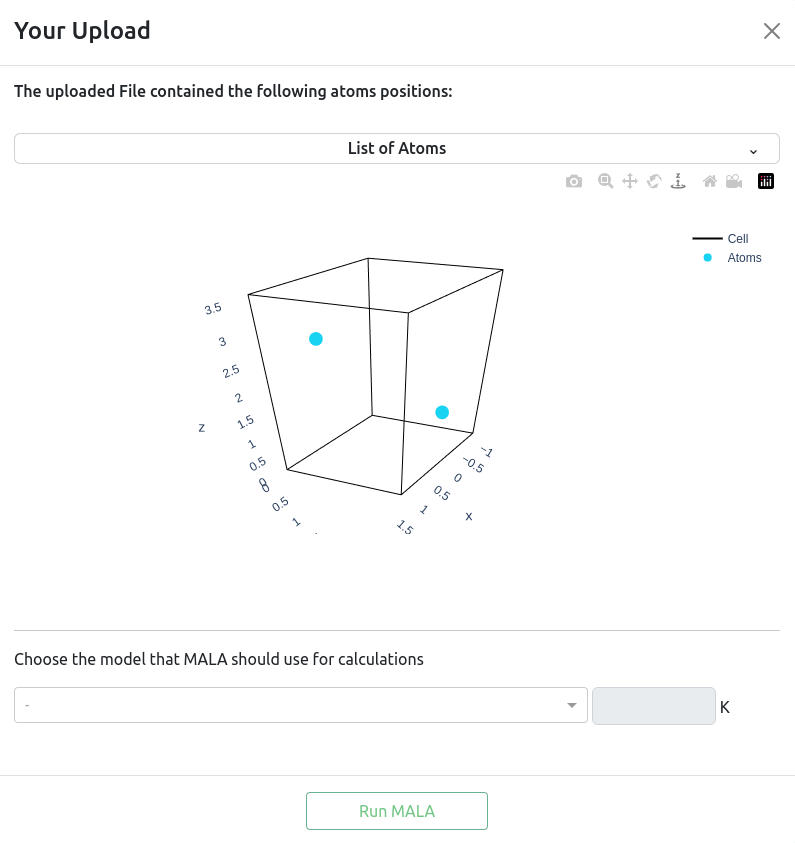 Your Upload
The uploaded File contained the following atoms positions:
List of Atoms
z
Cell
Atoms
3.5
3
2.5
2
1.5
1
0.5
0
z
0
0.5
1
−1
−0.5
0
0.5
1
1.5
x
Choose the model that MALA should use for calculations
-
K
Run MALA